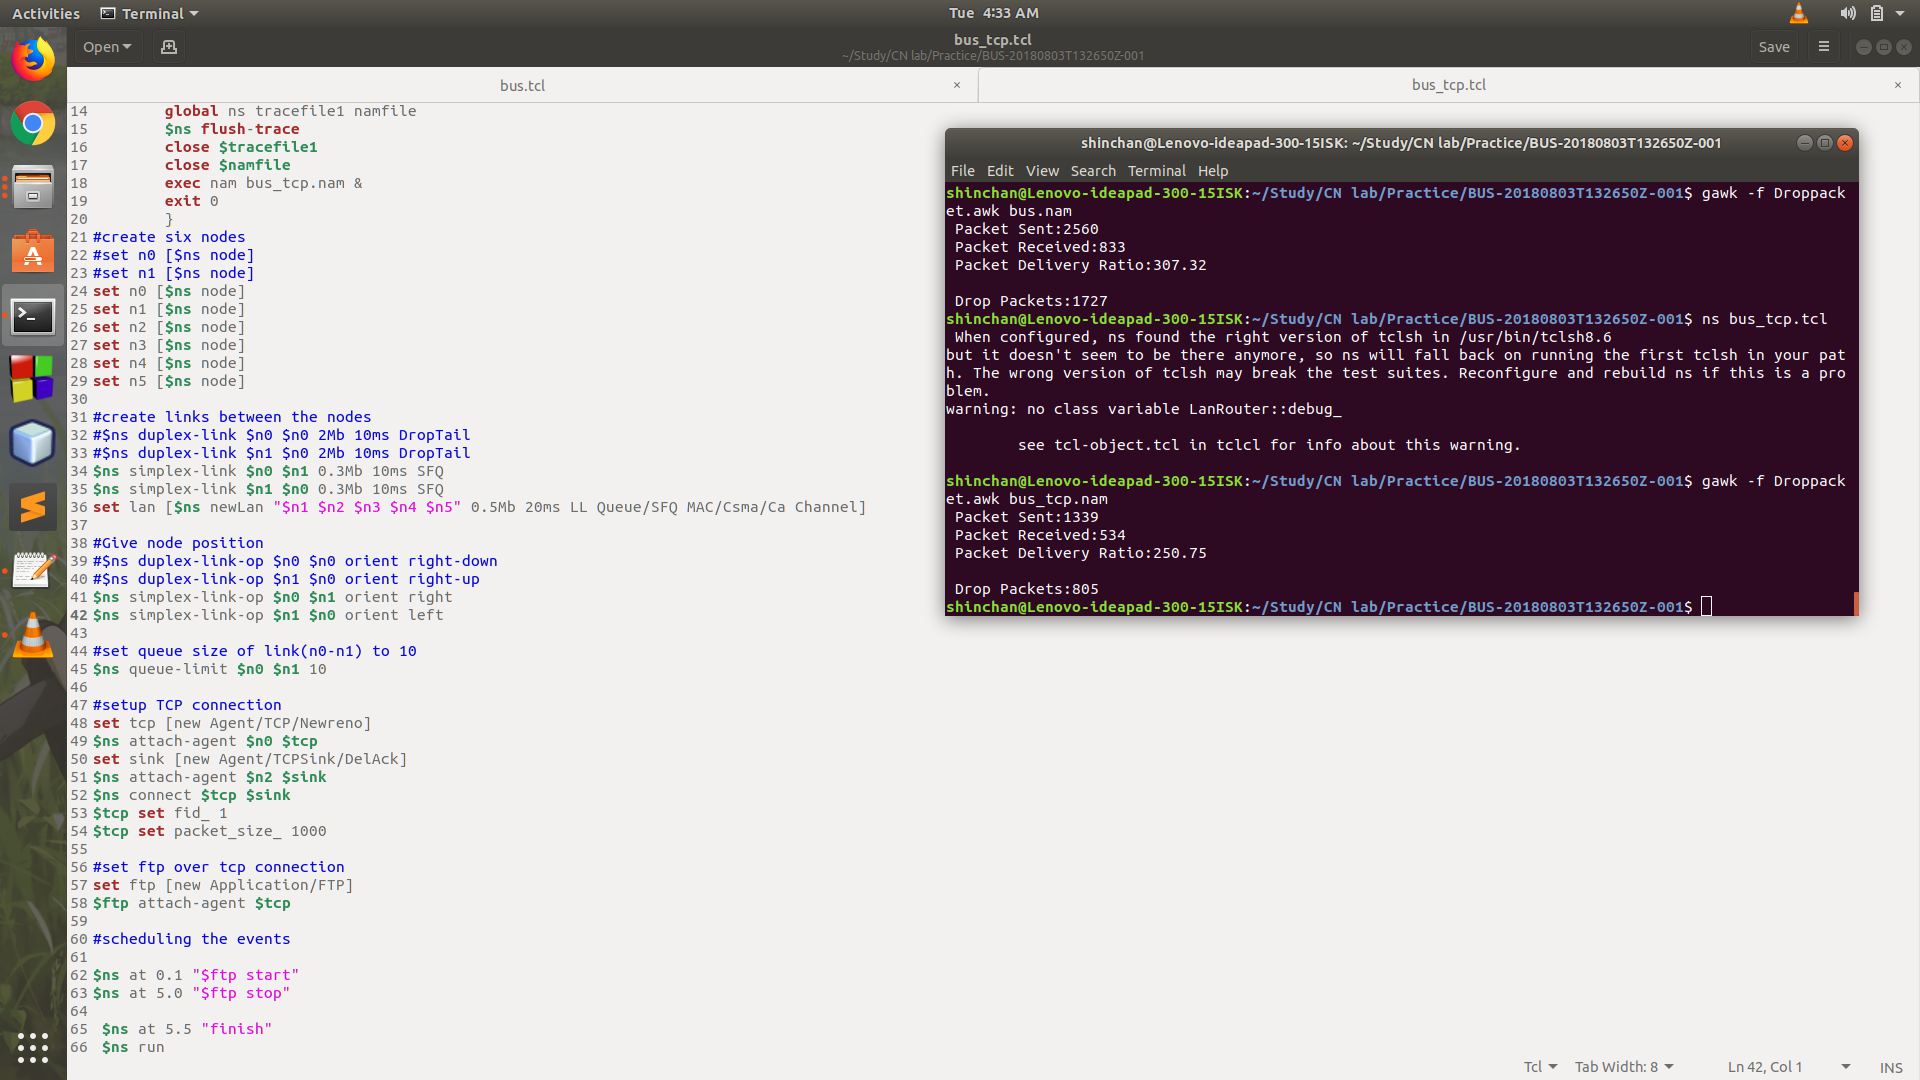 Activities Terminal Tue 4:33 AM
Open bus_tcp.tcl Save
~/Study/CN lab/Practice/BUS-20180803T132650Z-001
bus.tcl × bus_tcp.tcl ×
14 global ns tracefile1 namfile
15 $ns flush-trace
16 close $tracefile1
17 close $namfile
18 exec nam bus_tcp.nam &
19 exit 0
20 }
21 #create six nodes
22 #set n0 [$ns node]
23 #set n1 [$ns node]
24 set n0 [$ns node]
25 set n1 [$ns node]
26 set n2 [$ns node]
27 set n3 [$ns node]
28 set n4 [$ns node]
29 set n5 [$ns node]
30
31 #create links between the nodes
32 #$ns duplex-link $n0 $n0 2Mb 10ms DropTail
33 #$ns duplex-link $n1 $n0 2Mb 10ms DropTail
34 $ns simplex-link $n0 $n1 0.3Mb 10ms SFQ
35 $ns simplex-link $n1 $n0 0.3Mb 10ms SFQ
36 set lan [$ns newLan "$n1 $n2 $n3 $n4 $n5" 0.5Mb 20ms LL Queue/SFQ MAC/Csma/Ca Channel]
37
38 #Give node position
39 #$ns duplex-link-op $n0 $n0 orient right-down
40 #$ns duplex-link-op $n1 $n0 orient right-up
41 $ns simplex-link-op $n0 $n1 orient right
42 $ns simplex-link-op $n1 $n0 orient left
43
44 #set queue size of link(n0-n1) to 10
45 $ns queue-limit $n0 $n1 10
46
47 #setup TCP connection
48 set tcp [new Agent/TCP/Newreno]
49 $ns attach-agent $n0 $tcp
50 set sink [new Agent/TCPSink/DelAck]
51 $ns attach-agent $n2 $sink
52 $ns connect $tcp $sink
53 $tcp set fid_ 1
54 $tcp set packet_size_ 1000
55
56 #set ftp over tcp connection
57 set ftp [new Application/FTP]
58 $ftp attach-agent $tcp
59
60 #scheduling the events
61
62 $ns at 0.1 "$ftp start"
63 $ns at 5.0 "$ftp stop"
64
65 $ns at 5.5 "finish"
66 $ns run
shinchan@Lenovo-ideapad-300-15ISK: ~/Study/CN lab/Practice/BUS-20180803T132650Z-001
File Edit View Search Terminal Help
shinchan@Lenovo-ideapad-300-15ISK:~/Study/CN lab/Practice/BUS-20180803T132650Z-001$ gawk -f Droppack
et.awk bus.nam
Packet Sent:2560
Packet Received:833
Packet Delivery Ratio:307.32
Drop Packets:1727
shinchan@Lenovo-ideapad-300-15ISK:~/Study/CN lab/Practice/BUS-20180803T132650Z-001$ ns bus_tcp.tcl
When configured, ns found the right version of tclsh in /usr/bin/tclsh8.6
but it doesn't seem to be there anymore, so ns will fall back on running the first tclsh in your pat
h. The wrong version of tclsh may break the test suites. Reconfigure and rebuild ns if this is a pro
blem.
warning: no class variable LanRouter::debug_
see tcl-object.tcl in tclcl for info about this warning.
shinchan@Lenovo-ideapad-300-15ISK:~/Study/CN lab/Practice/BUS-20180803T132650Z-001$ gawk -f Droppack
et.awk bus_tcp.nam
Packet Sent:1339
Packet Received:534
Packet Delivery Ratio:250.75
Drop Packets:805
shinchan@Lenovo-ideapad-300-15ISK:~/Study/CN lab/Practice/BUS-20180803T132650Z-001$
Tcl Tab Width: 8 Ln 42, Col 1 INS